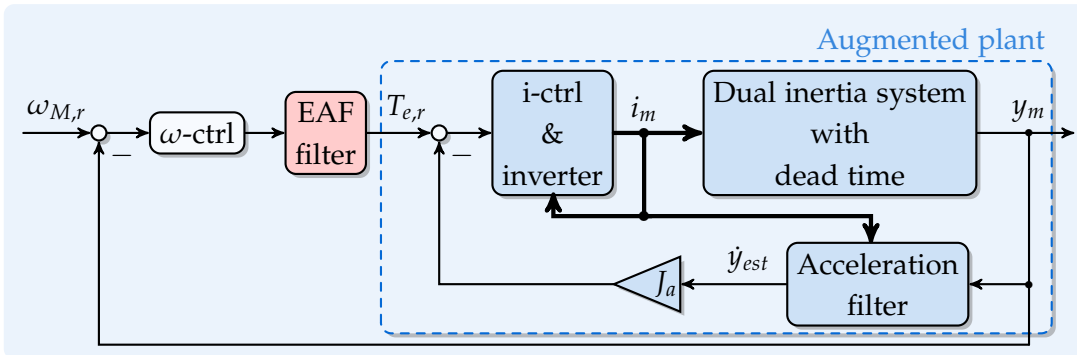 Augmented plant
ω_{M,r}
−
ω-ctrl
EAF
filter
T_{e,r}
−
i-ctrl
&
inverter
i_m
Dual inertia system
with
dead time
y_m
J_a
ẏ_{est}
Acceleration
filter